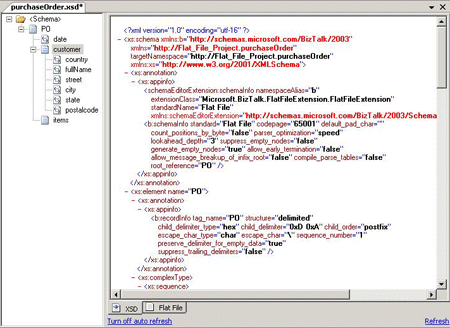 purchaseOrder.xsd*
<Schema>
PO
date
customer
country
fullName
street
city
state
postalcode
items
<?xml version="1.0" encoding="utf-16" ?>
- <xs:schema xmlns:b="http://schemas.microsoft.com/BizTalk/2003"
xmlns="http://Flat_File_Project.purchaseOrder"
targetNamespace="http://Flat_File_Project.purchaseOrder"
xmlns:xs="http://www.w3.org/2001/XMLSchema">
- <xs:annotation>
- <xs:appinfo>
<schemaEditorExtension:schemaInfo namespaceAlias="b"
extensionClass="Microsoft.BizTalk.FlatFileExtension.FlatFileExtension"
standardName="Flat File"
xmlns:schemaEditorExtension="http://schemas.microsoft.com/BizTalk/2003/Schema
<b:schemaInfo standard="Flat File" codepage="65001" default_pad_char=""
count_positions_by_byte="false" parser_optimization="speed"
lookahead_depth="3" suppress_empty_nodes="false"
generate_empty_nodes="true" allow_early_termination="false"
allow_message_breakup_of_infix_root="false" compile_parse_tables="false"
root_reference="PO" />
</xs:appinfo>
</xs:annotation>
- <xs:element name="PO">
- <xs:annotation>
- <xs:appinfo>
<b:recordInfo tag_name="PO" structure="delimited"
child_delimiter_type="hex" child_delimiter="0xD 0xA" child_order="postfix"
escape_char_type="char" escape_char="\" sequence_number="1"
preserve_delimiter_for_empty_data="true"
suppress_trailing_delimiters="false" />
</xs:appinfo>
</xs:annotation>
- <xs:complexType>
- <xs:sequence>
XSD
Flat File
Turn off auto refresh
Refresh